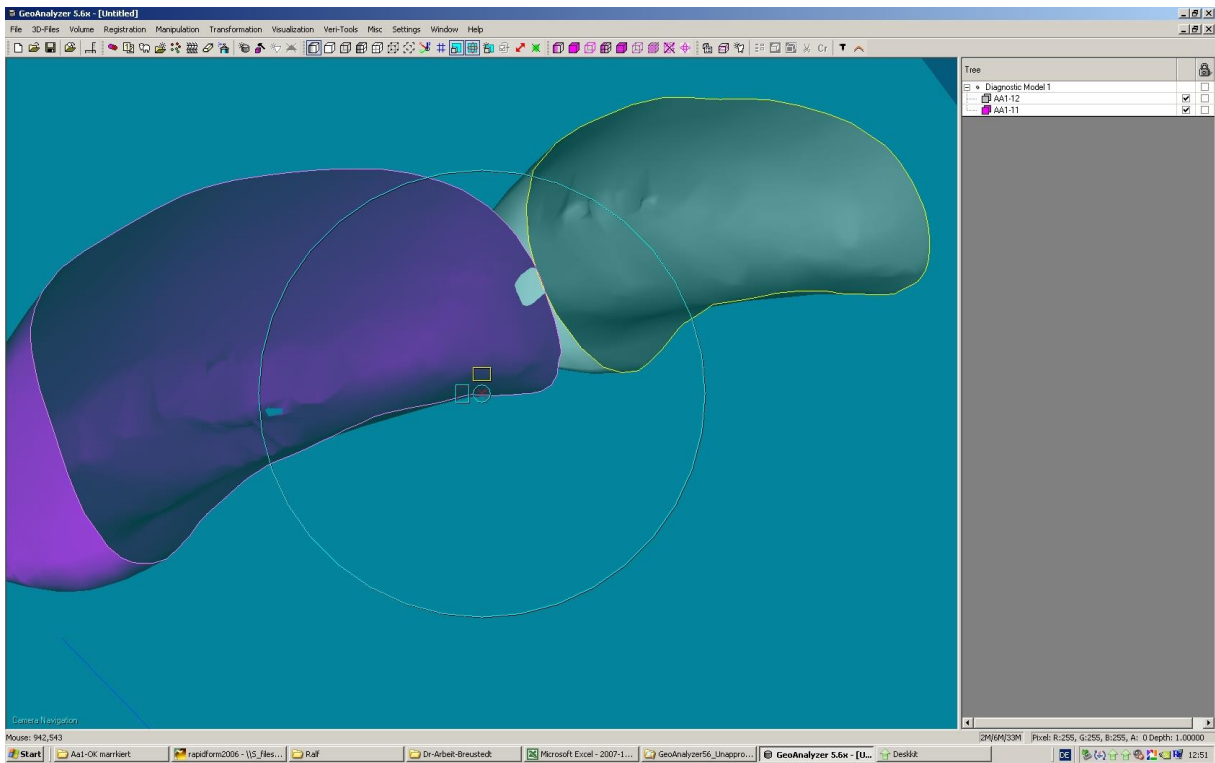 GeoAnalyzer 5.6x - [Untitled]
File 3D-Files Volume Registration Manipulation Transformation Visualization Veri-Tools Misc Settings Window Help
Cr T
Tree
Diagnostic Model 1
AA1-12
AA1-11
Camera Navigation
Mouse: 942,543
2M/6M/33M Pixel: R:255, G:255, B:255, A: 0 Depth: 1.00000
Start Aa1-OK markiert rapidform2006 - \\S_files... Ralf Dr-Arbeit-Breustedt Microsoft Excel - 2007-1... GeoAnalyzer56_Unappro... GeoAnalyzer 5.6x - [U... Deskkit DE 12:51